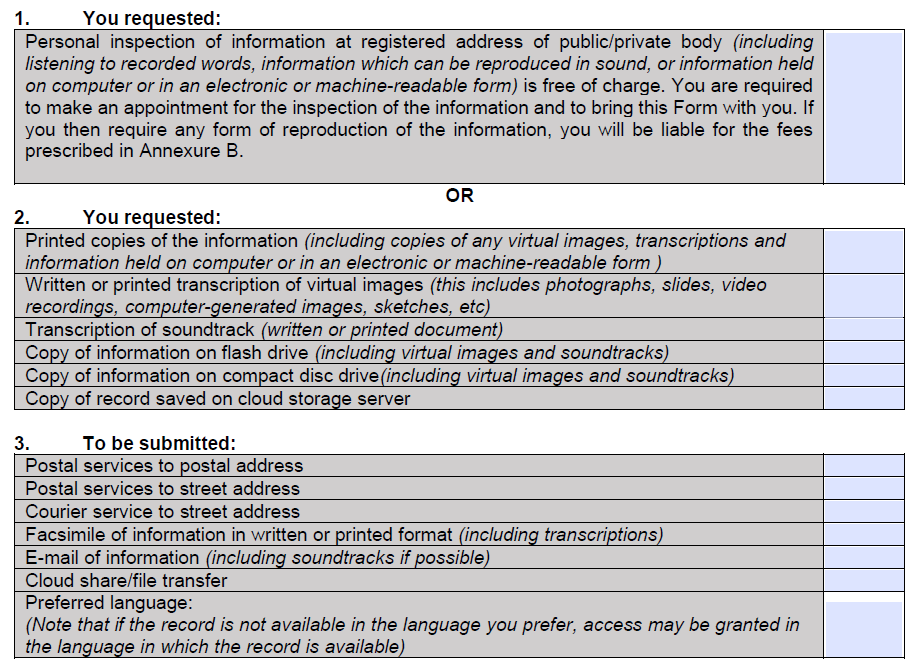 1. You requested:
Personal inspection of information at registered address of public/private body (including
listening to recorded words, information which can be reproduced in sound, or information held
on computer or in an electronic or machine-readable form) is free of charge. You are required
to make an appointment for the inspection of the information and to bring this Form with you. If
you then require any form of reproduction of the information, you will be liable for the fees
prescribed in Annexure B.
OR
2. You requested:
Printed copies of the information (including copies of any virtual images, transcriptions and
information held on computer or in an electronic or machine-readable form )
Written or printed transcription of virtual images (this includes photographs, slides, video
recordings, computer-generated images, sketches, etc)
Transcription of soundtrack (written or printed document)
Copy of information on flash drive (including virtual images and soundtracks)
Copy of information on compact disc drive(including virtual images and soundtracks)
Copy of record saved on cloud storage server
3. To be submitted:
Postal services to postal address
Postal services to street address
Courier service to street address
Facsimile of information in written or printed format (including transcriptions)
E-mail of information (including soundtracks if possible)
Cloud share/file transfer
Preferred language:
(Note that if the record is not available in the language you prefer, access may be granted in
the language in which the record is available)